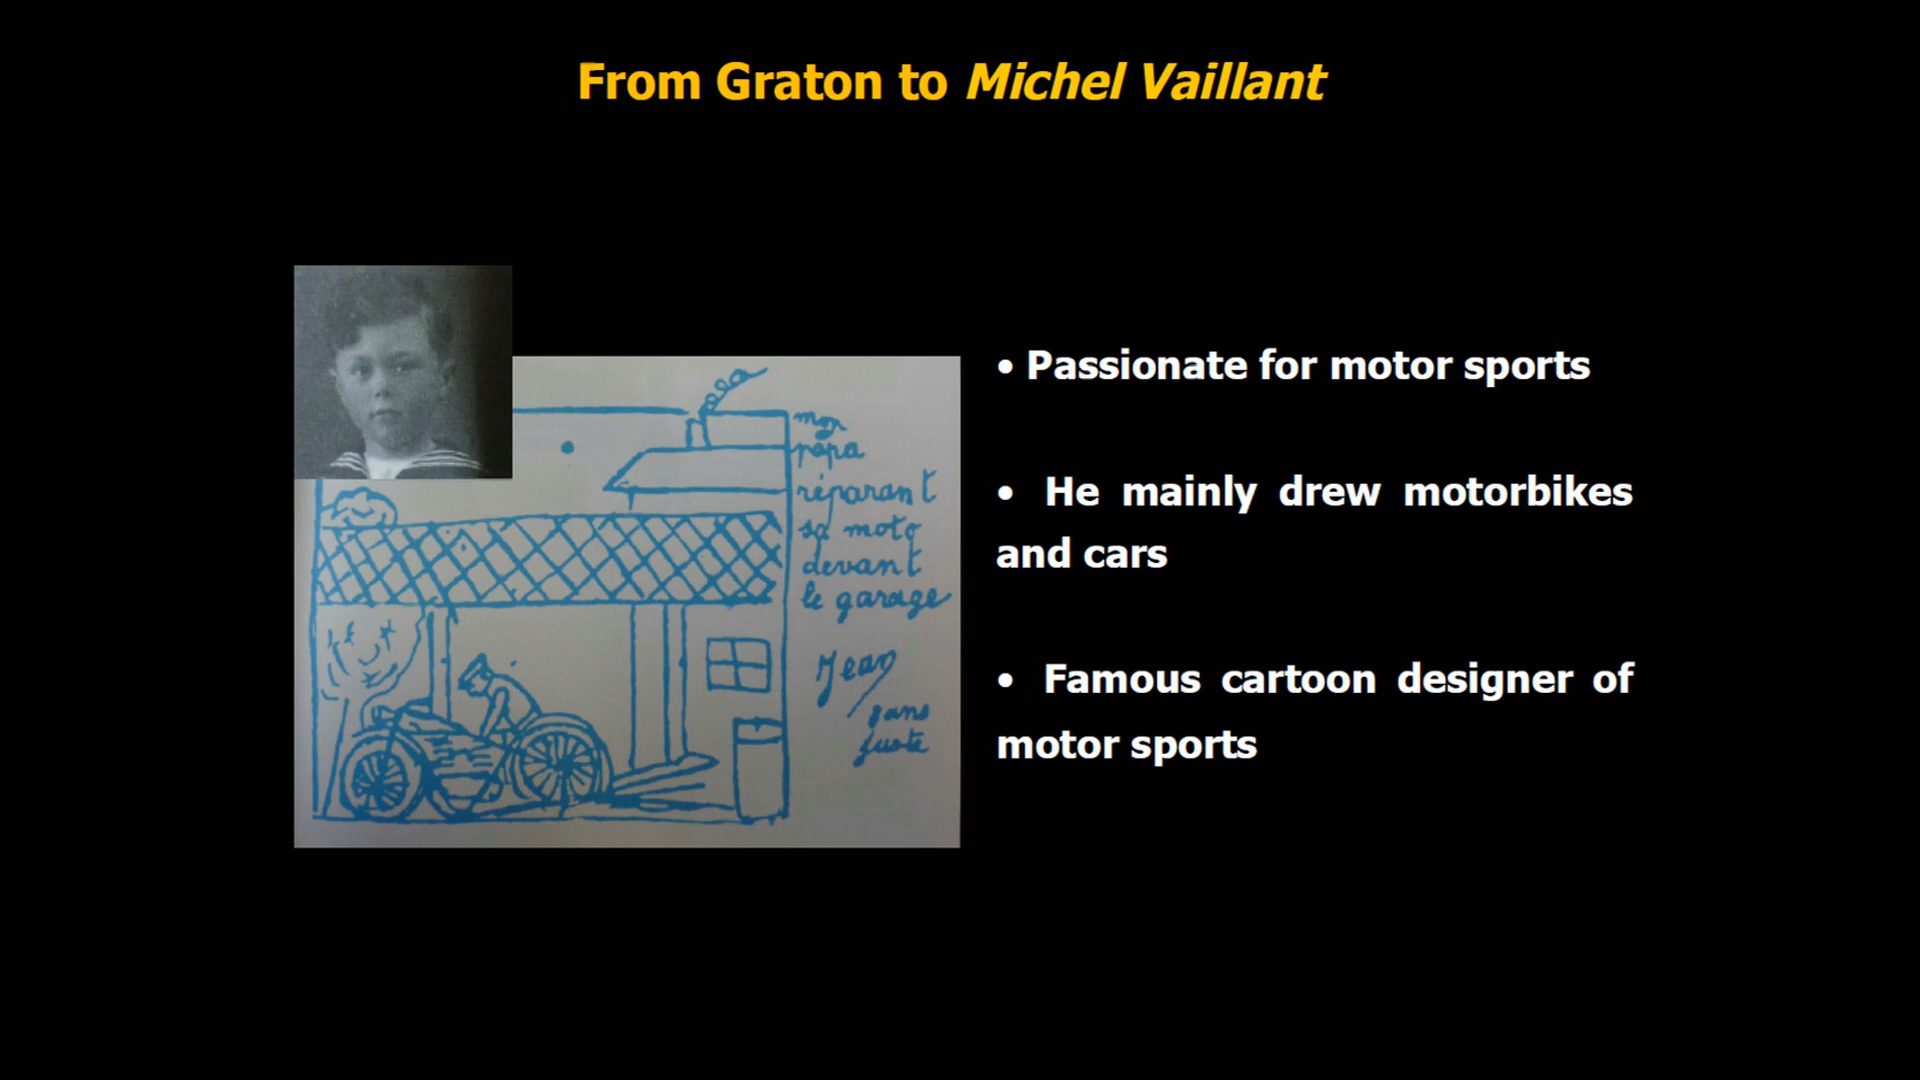 From Graton to Michel Vaillant
mon
papa
réparant
sa moto
devant
le garage
Jean
• Passionate for motor sports
• He mainly drew motorbikes
and cars
• Famous cartoon designer of
motor sports